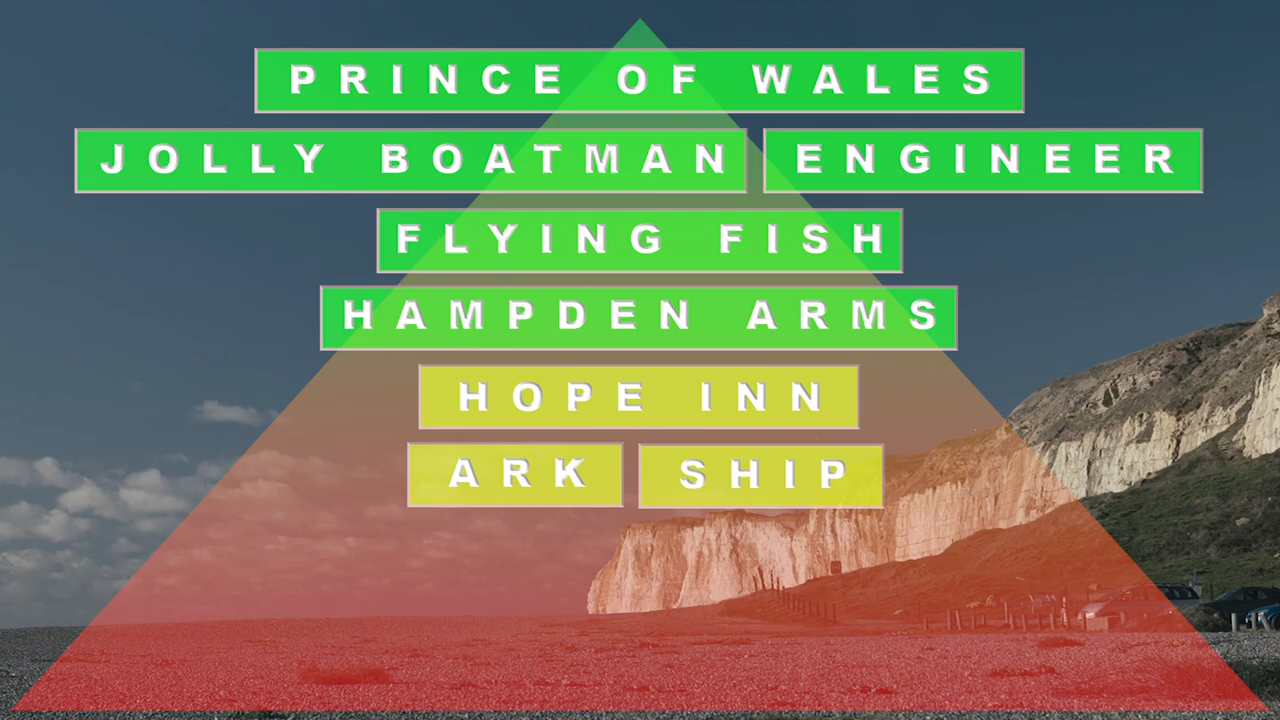 PRINCE OF WALES
JOLLY BOATMAN ENGINEER
FLYING FISH
HAMPDEN ARMS
HOPE INN
ARK SHIP